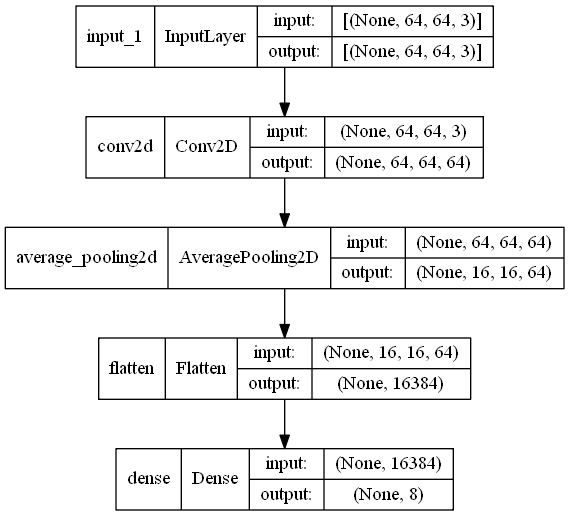 input_1 InputLayer input: [(None, 64, 64, 3)]
output: [(None, 64, 64, 3)]
conv2d Conv2D input: (None, 64, 64, 3)
output: (None, 64, 64, 64)
average_pooling2d AveragePooling2D input: (None, 64, 64, 64)
output: (None, 16, 16, 64)
flatten Flatten input: (None, 16, 16, 64)
output: (None, 16384)
dense Dense input: (None, 16384)
output: (None, 8)